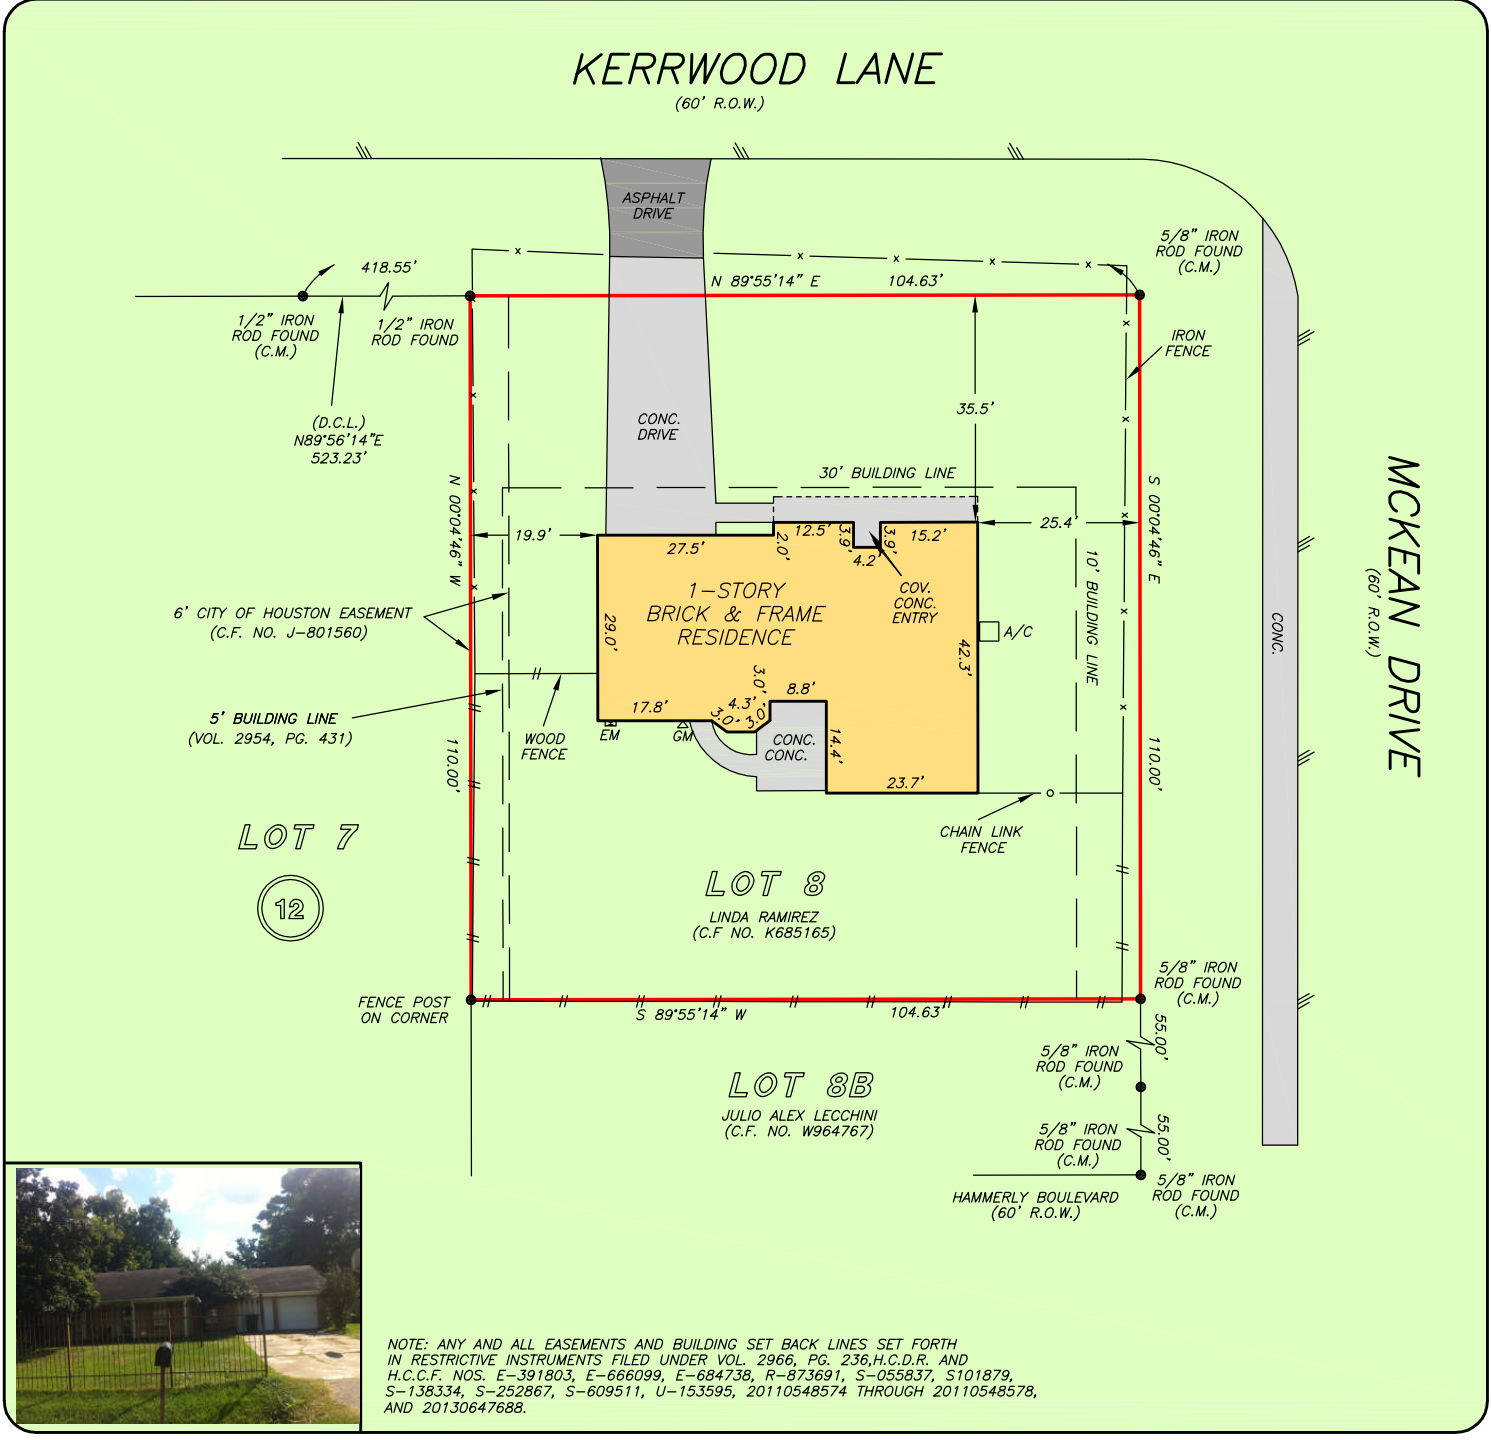 KERRWOOD LANE
(60' R.O.W.)
ASPHALT
DRIVE
5/8" IRON
ROD FOUND
(C.M.)
418.55'
N 89°55'14" E
104.63'
1/2" IRON
ROD FOUND
(C.M.)
1/2" IRON
ROD FOUND
IRON
FENCE
(D.C.L.)
N89°56'14"E
523.23'
CONC.
DRIVE
35.5'
30' BUILDING LINE
N 00°04'46" W
110.00'
S 00°04'46" E
110.00'
MCKEAN DRIVE
(60' R.O.W.)
CONC.
19.9'
27.5'
2.0'
12.5'
3.9'
4.2'
3.9'
15.2'
25.4'
10' BUILDING LINE
1-STORY
BRICK & FRAME
RESIDENCE
COV.
CONC.
ENTRY
6' CITY OF HOUSTON EASEMENT
(C.F. NO. J-801560)
29.0'
42.3'
A/C
5' BUILDING LINE
(VOL. 2954, PG. 431)
WOOD
FENCE
17.8'
EM
GM
3.0'
4.3'
3.0'
3.0'
8.8'
CONC.
CONC.
14.4'
23.7'
CHAIN LINK
FENCE
LOT 7
12
LOT 8
LINDA RAMIREZ
(C.F NO. K685165)
FENCE POST
ON CORNER
S 89°55'14" W
104.63'
5/8" IRON
ROD FOUND
(C.M.)
55.00'
5/8" IRON
ROD FOUND
(C.M.)
LOT 8B
JULIO ALEX LECCHINI
(C.F. NO. W964767)
55.00'
5/8" IRON
ROD FOUND
(C.M.)
HAMMERLY BOULEVARD
(60' R.O.W.)
5/8" IRON
ROD FOUND
(C.M.)
NOTE: ANY AND ALL EASEMENTS AND BUILDING SET BACK LINES SET FORTH
IN RESTRICTIVE INSTRUMENTS FILED UNDER VOL. 2966, PG. 236,H.C.D.R. AND
H.C.C.F. NOS. E-391803, E-666099, E-684738, R-873691, S-055837, S101879,
S-138334, S-252867, S-609511, U-153595, 20110548574 THROUGH 20110548578,
AND 20130647688.